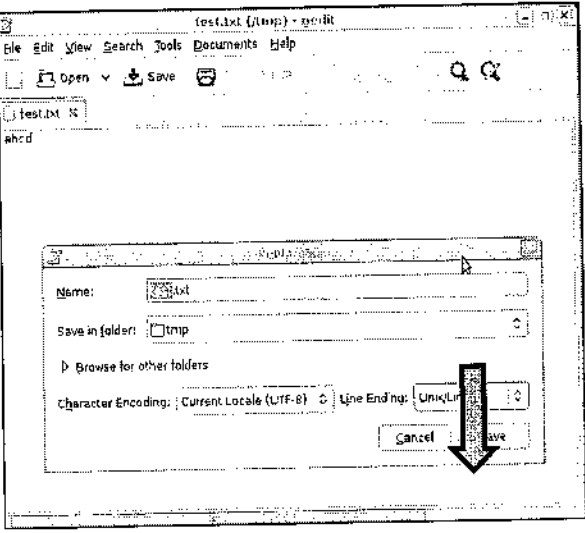 test.txt (/tmp) - gedit
File Edit View Search Tools Documents Help
Open Save
test.txt
abcd
Name: .txt
Save in folder: tmp
Browse for other folders
Character Encoding: Current Locale (UTF-8) Line Ending:
Cancel